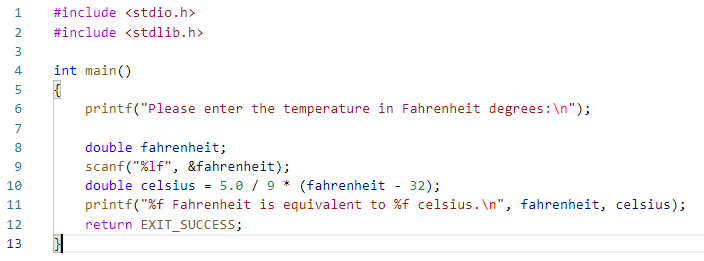 1 #include <stdio.h>
2 #include <stdlib.h>
3
4 int main()
5 {
6     printf("Please enter the temperature in Fahrenheit degrees:\n");
7
8     double fahrenheit;
9     scanf("%lf", &fahrenheit);
10     double celsius = 5.0 / 9 * (fahrenheit - 32);
11     printf("%f Fahrenheit is equivalent to %f celsius.\n", fahrenheit, celsius);
12     return EXIT_SUCCESS;
13 }